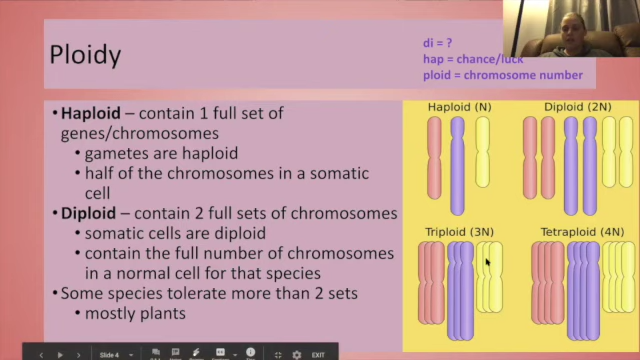 Ploidy
di = ?
hap = chance/luck
ploid = chromosome number
• Haploid – contain 1 full set of
genes/chromosomes
• gametes are haploid
• half of the chromosomes in a somatic
cell
• Diploid – contain 2 full sets of chromosomes
• somatic cells are diploid
• contain the full number of chromosomes
in a normal cell for that species
• Some species tolerate more than 2 sets
• mostly plants
Haploid (N)
Diploid (2N)
Triploid (3N)
Tetraploid (4N)
Slide 4